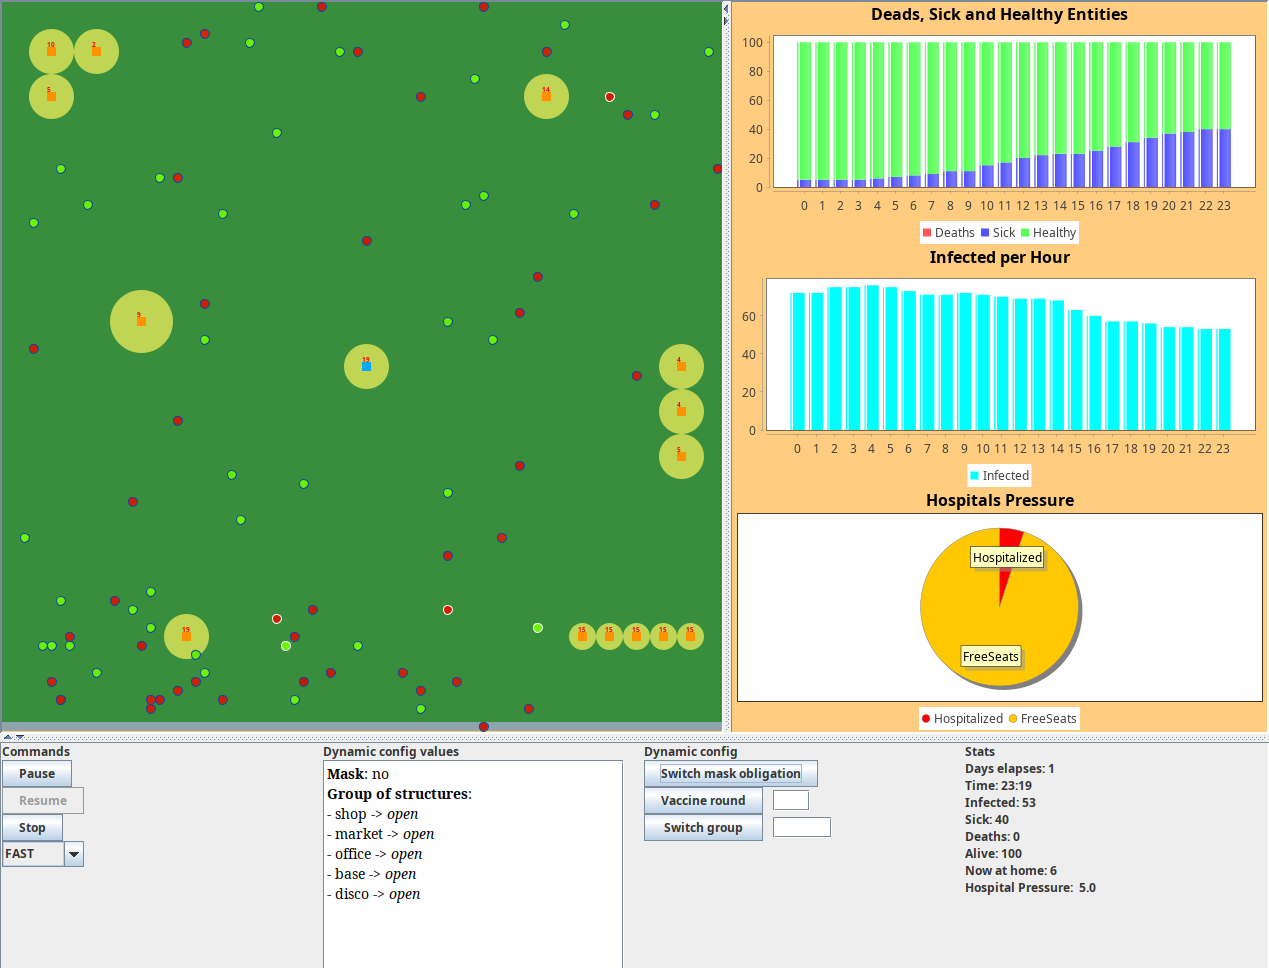 10
2
5
14
9
19
4
4
5
19
15 15 15 15 15
Deads, Sick and Healthy Entities
100
80
60
40
20
0
0 1 2 3 4 5 6 7 8 9 10 11 12 13 14 15 16 17 18 19 20 21 22 23
Deaths Sick Healthy
Infected per Hour
60
40
20
0
0 1 2 3 4 5 6 7 8 9 10 11 12 13 14 15 16 17 18 19 20 21 22 23
Infected
Hospitals Pressure
Hospitalized
FreeSeats
Hospitalized FreeSeats
Commands
Pause
Resume
Stop
FAST
Dynamic config values
Mask: no
Group of structures:
- shop -> open
- market -> open
- office -> open
- base -> open
- disco -> open
Dynamic config
Switch mask obligation
Vaccine round
Switch group
Stats
Days elapses: 1
Time: 23:19
Infected: 53
Sick: 40
Deaths: 0
Alive: 100
Now at home: 6
Hospital Pressure: 5.0